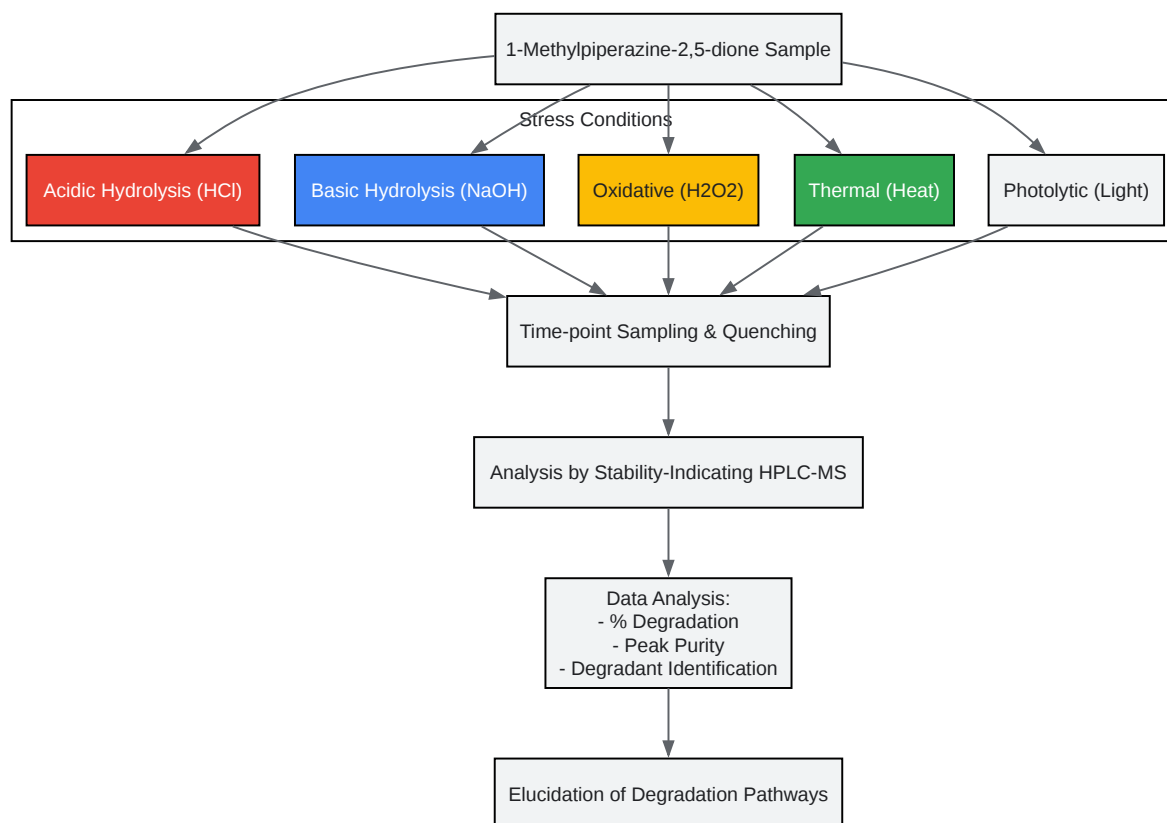 1-Methylpiperazine-2,5-dione Sample
Stress Conditions
Acidic Hydrolysis (HCl)
Basic Hydrolysis (NaOH)
Oxidative (H2O2)
Thermal (Heat)
Photolytic (Light)
Time-point Sampling & Quenching
Analysis by Stability-Indicating HPLC-MS
Data Analysis:
- % Degradation
- Peak Purity
- Degradant Identification
Elucidation of Degradation Pathways